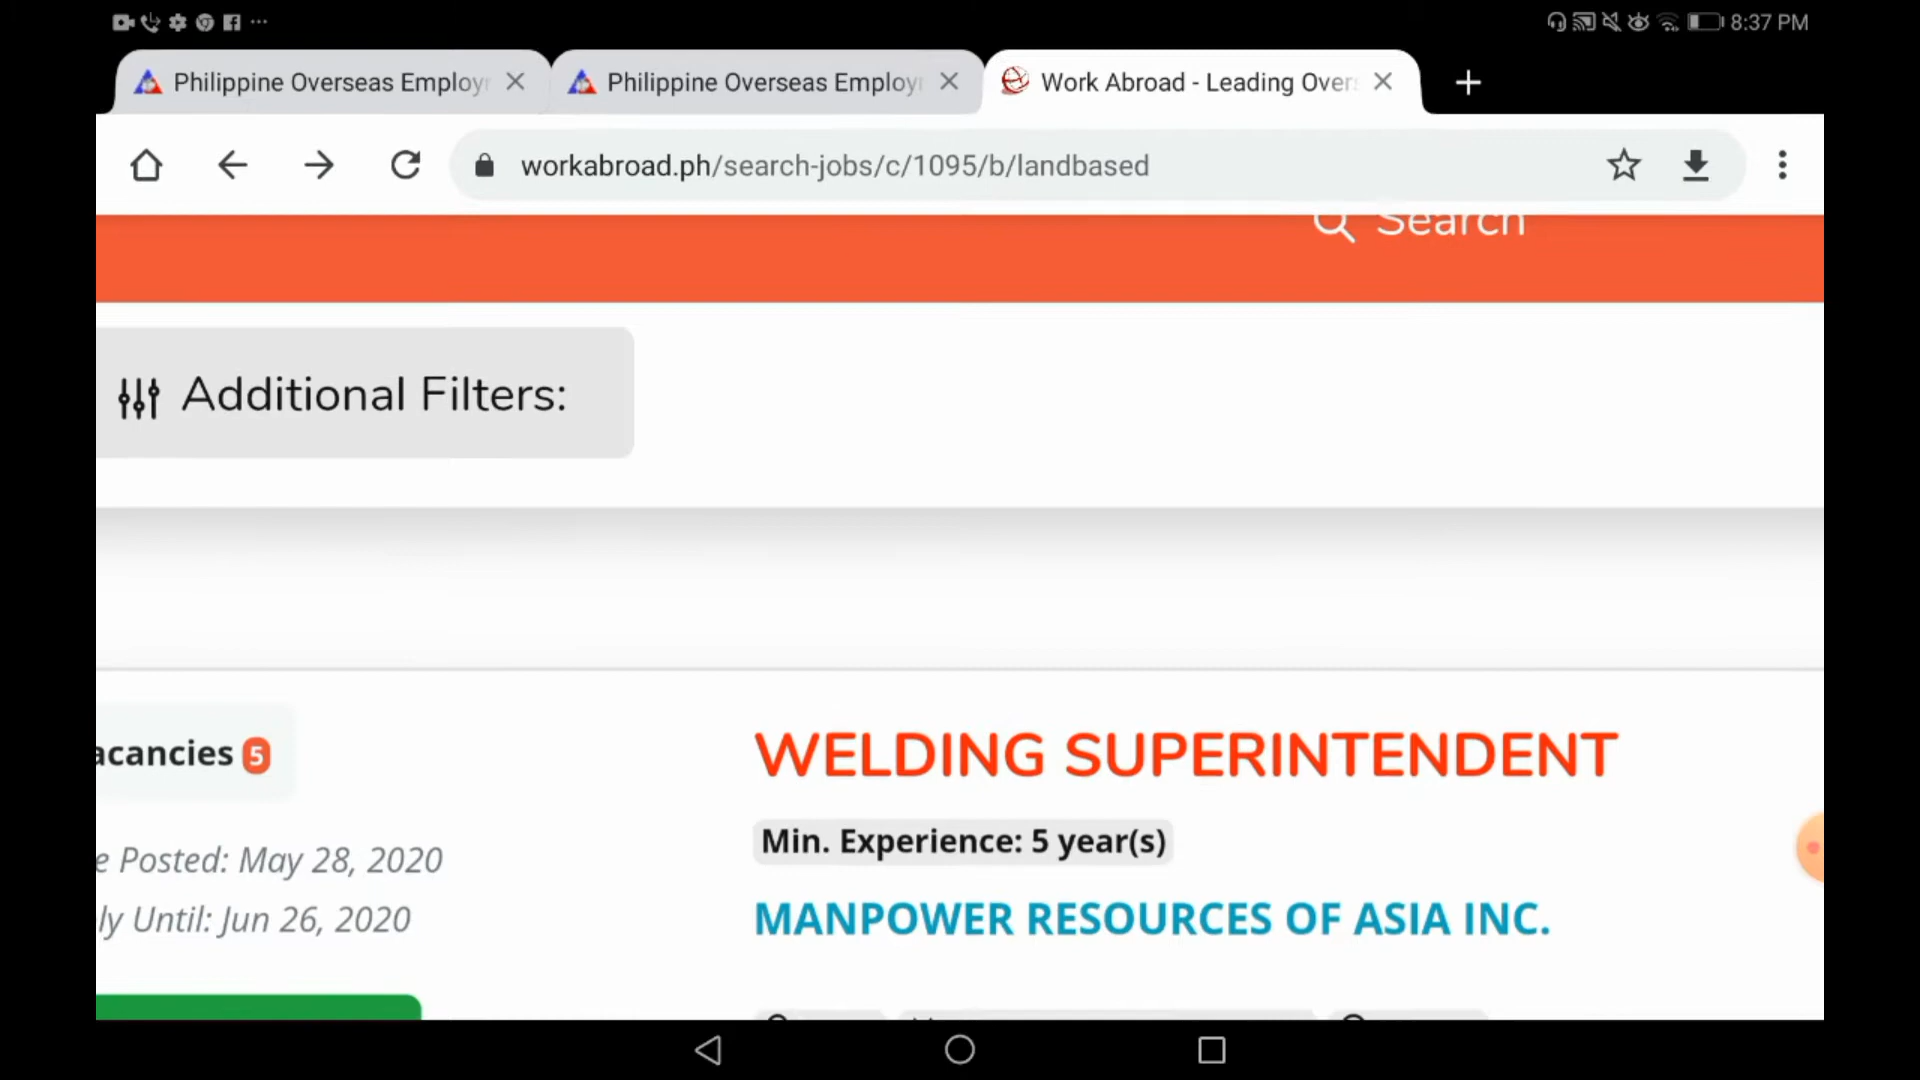 8:37 PM
Philippine Overseas Employ
Philippine Overseas Employ
Work Abroad - Leading Over
workabroad.ph/search-jobs/c/1095/b/landbased
Search
Additional Filters:
acancies 5
WELDING SUPERINTENDENT
Min. Experience: 5 year(s)
e Posted: May 28, 2020
ly Until: Jun 26, 2020
MANPOWER RESOURCES OF ASIA INC.